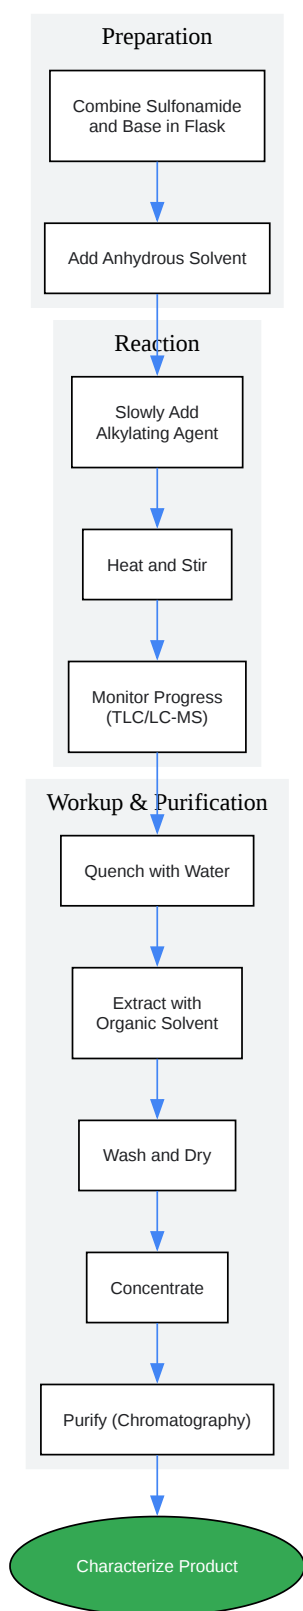 Preparation
Combine Sulfonamide
and Base in Flask
Add Anhydrous Solvent
Reaction
Slowly Add
Alkylating Agent
Heat and Stir
Monitor Progress
(TLC/LC-MS)
Workup & Purification
Quench with Water
Extract with
Organic Solvent
Wash and Dry
Concentrate
Purify (Chromatography)
Characterize Product